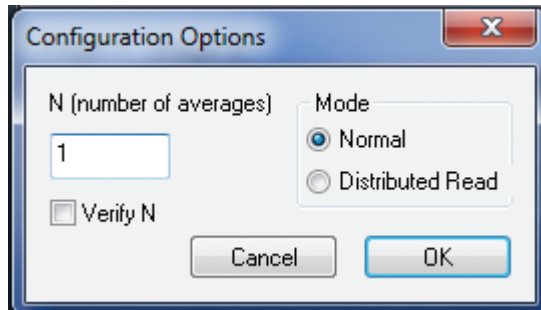 Configuration Options
N (number of averages)
1
Verify N
Mode
Normal
Distributed Read
Cancel
OK